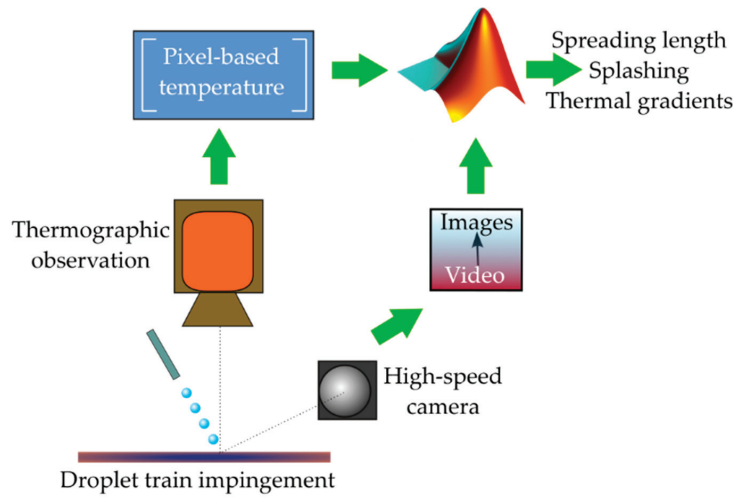 Pixel-based
temperature
Spreading length
Splashing
Thermal gradients
Thermographic
observation
Images
Video
High-speed
camera
Droplet train impingement